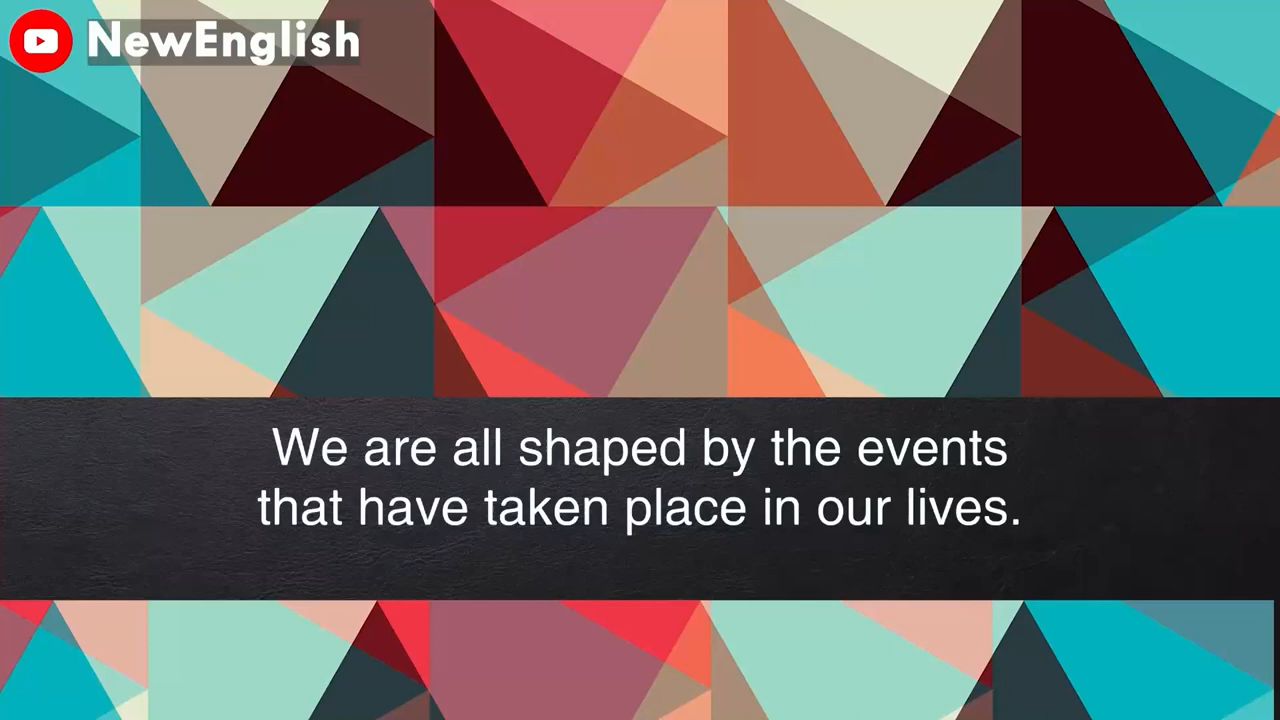 NewEnglish
We are all shaped by the events
that have taken place in our lives.